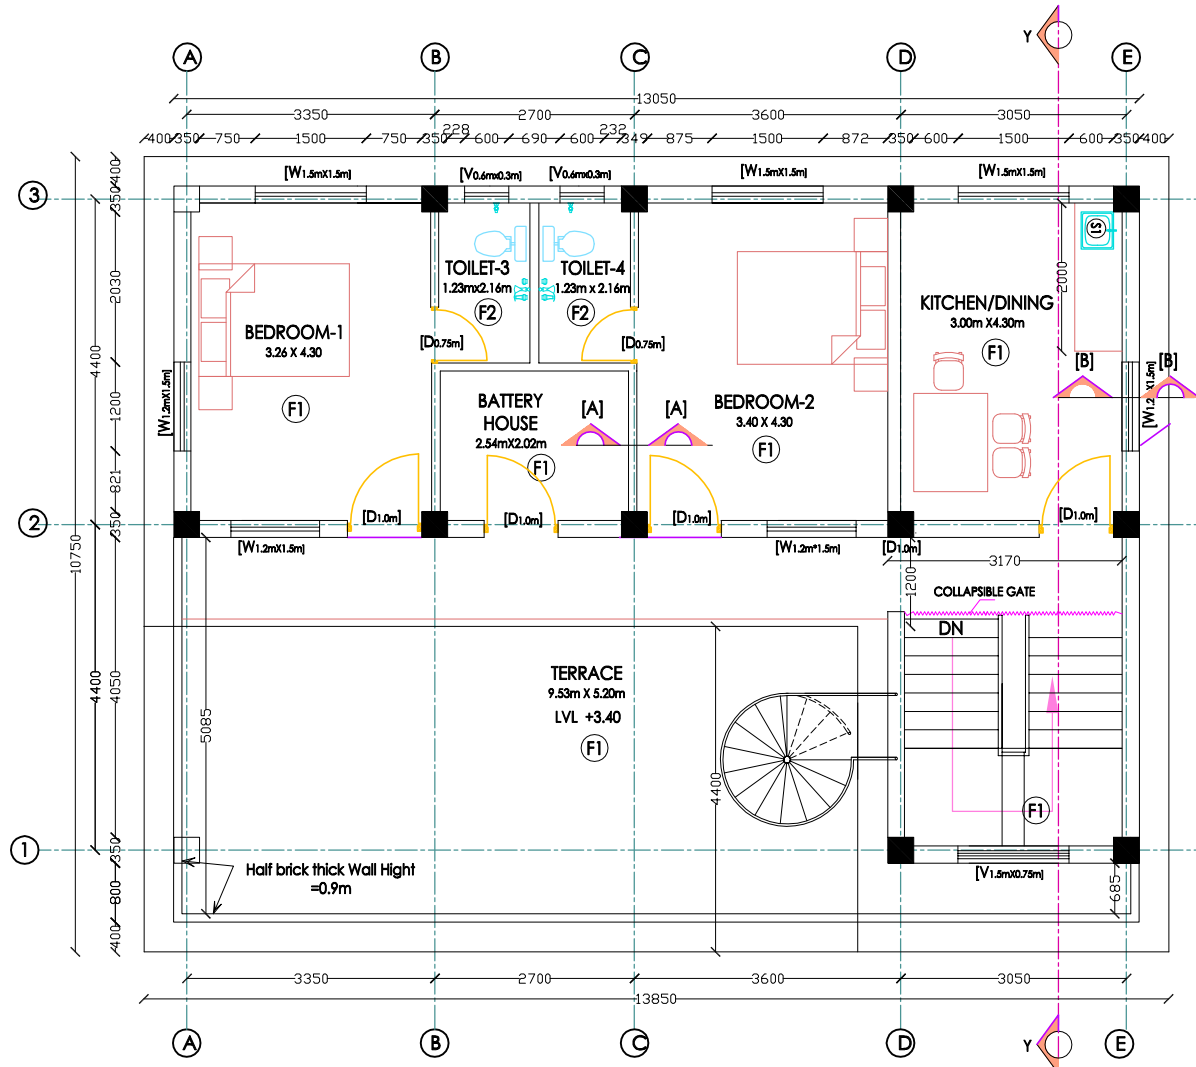 Y
A B C D E
13050
3350 2700 3600 3050
400 350 750 1500 750 350 228 600 690 600 232 349 875 1500 872 350 600 1500 600 350 400
[W1.5mX1.5m] [V0.6mx0.3m] [V0.6mx0.3m] [W1.5mX1.5m] [W1.5mX1.5m]
3
400
350
S1
2030
2000
TOILET-3 TOILET-4
1.23mx2.16m 1.23m x 2.16m
F2 F2
KITCHEN/DINING
3.00m X4.30m
F1
BEDROOM-1
3.26 X 4.30
F1
[D0.75m] [D0.75m]
4400
1200
[W1.2mX1.5m]
[B] [B]
BATTERY
HOUSE
2.54mX2.02m
F1
[A] [A]
BEDROOM-2
3.40 X 4.30
F1
821
2
350
[D1.0m] [D1.0m] [D1.0m] [D1.0m]
[W1.2mX1.5m] [W1.2m*1.5m] [D1.0m]
10750
3170
1200
COLLAPSIBLE GATE
DN
TERRACE
9.53m X 5.20m
LVL +3.40
F1
4400
4050
5085
4400
F1
1
350
Half brick thick Wall Hight
=0.9m
[V1.5mX0.75m]
800
685
400
3350 2700 3600 3050
13850
A B C D E
Y